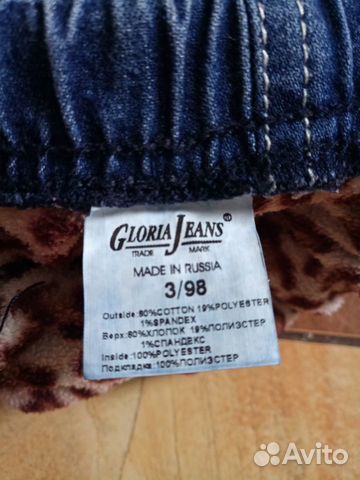 GLORIA JEANS®
TRADE MARK
MADE IN RUSSIA
3/98
Outside:80%COTTON 19%POLYESTER
1%SPANDEX
Верх:80%ХЛОПОК 19%ПОЛИЭСТЕР
1%СПАНДЕКС
Inside:100%POLYESTER
Подкладка:100%ПОЛИЭСТЕР
Avito